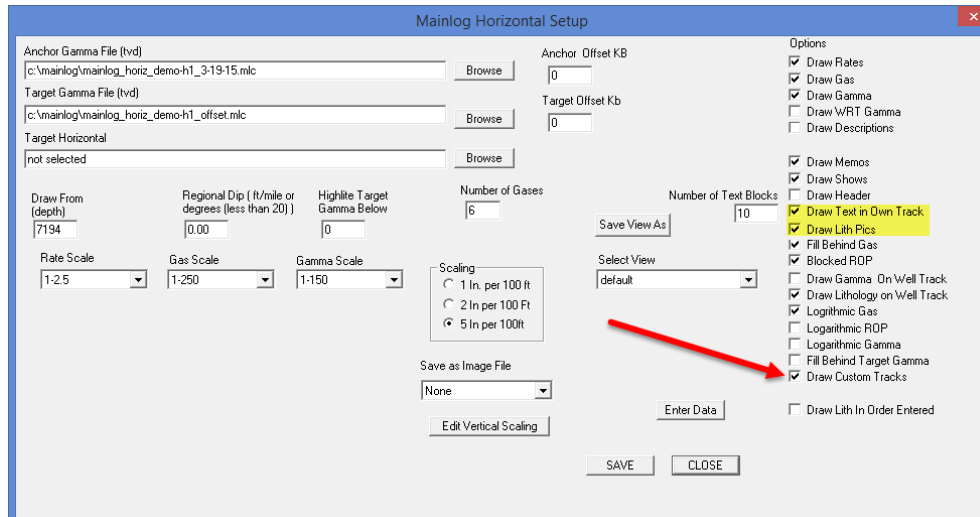 Mainlog Horizontal Setup
x
Anchor Gamma File (tvd)
c:\mainlog\mainlog_horiz_demo-h1_3-19-15.mlc
Browse
Anchor Offset KB
0
Target Gamma File (tvd)
c:\mainlog\mainlog_horiz_demo-h1_offset.mlc
Browse
Target Offset Kb
0
Target Horizontal
not selected
Browse
Draw From
(depth)
7194
Regional Dip ( ft/mile or
degrees (less than 20) )
0.00
Highlite Target
Gamma Below
0
Number of Gases
6
Number of Text Blocks
10
Save View As
Rate Scale
1-2.5
Gas Scale
1-250
Gamma Scale
1-150
Scaling
1 In. per 100 ft
2 In per 100 Ft
5 In per 100ft
Select View
default
Save as Image File
None
Edit Vertical Scaling
Enter Data
SAVE
CLOSE
Options
Draw Rates
Draw Gas
Draw Gamma
Draw WRT Gamma
Draw Descriptions
Draw Memos
Draw Shows
Draw Header
Draw Text in Own Track
Draw Lith Pics
Fill Behind Gas
Blocked ROP
Draw Gamma On Well Track
Draw Lithology on Well Track
Logrithmic Gas
Logarithmic ROP
Logarithmic Gamma
Fill Behind Target Gamma
Draw Custom Tracks
Draw Lith In Order Entered